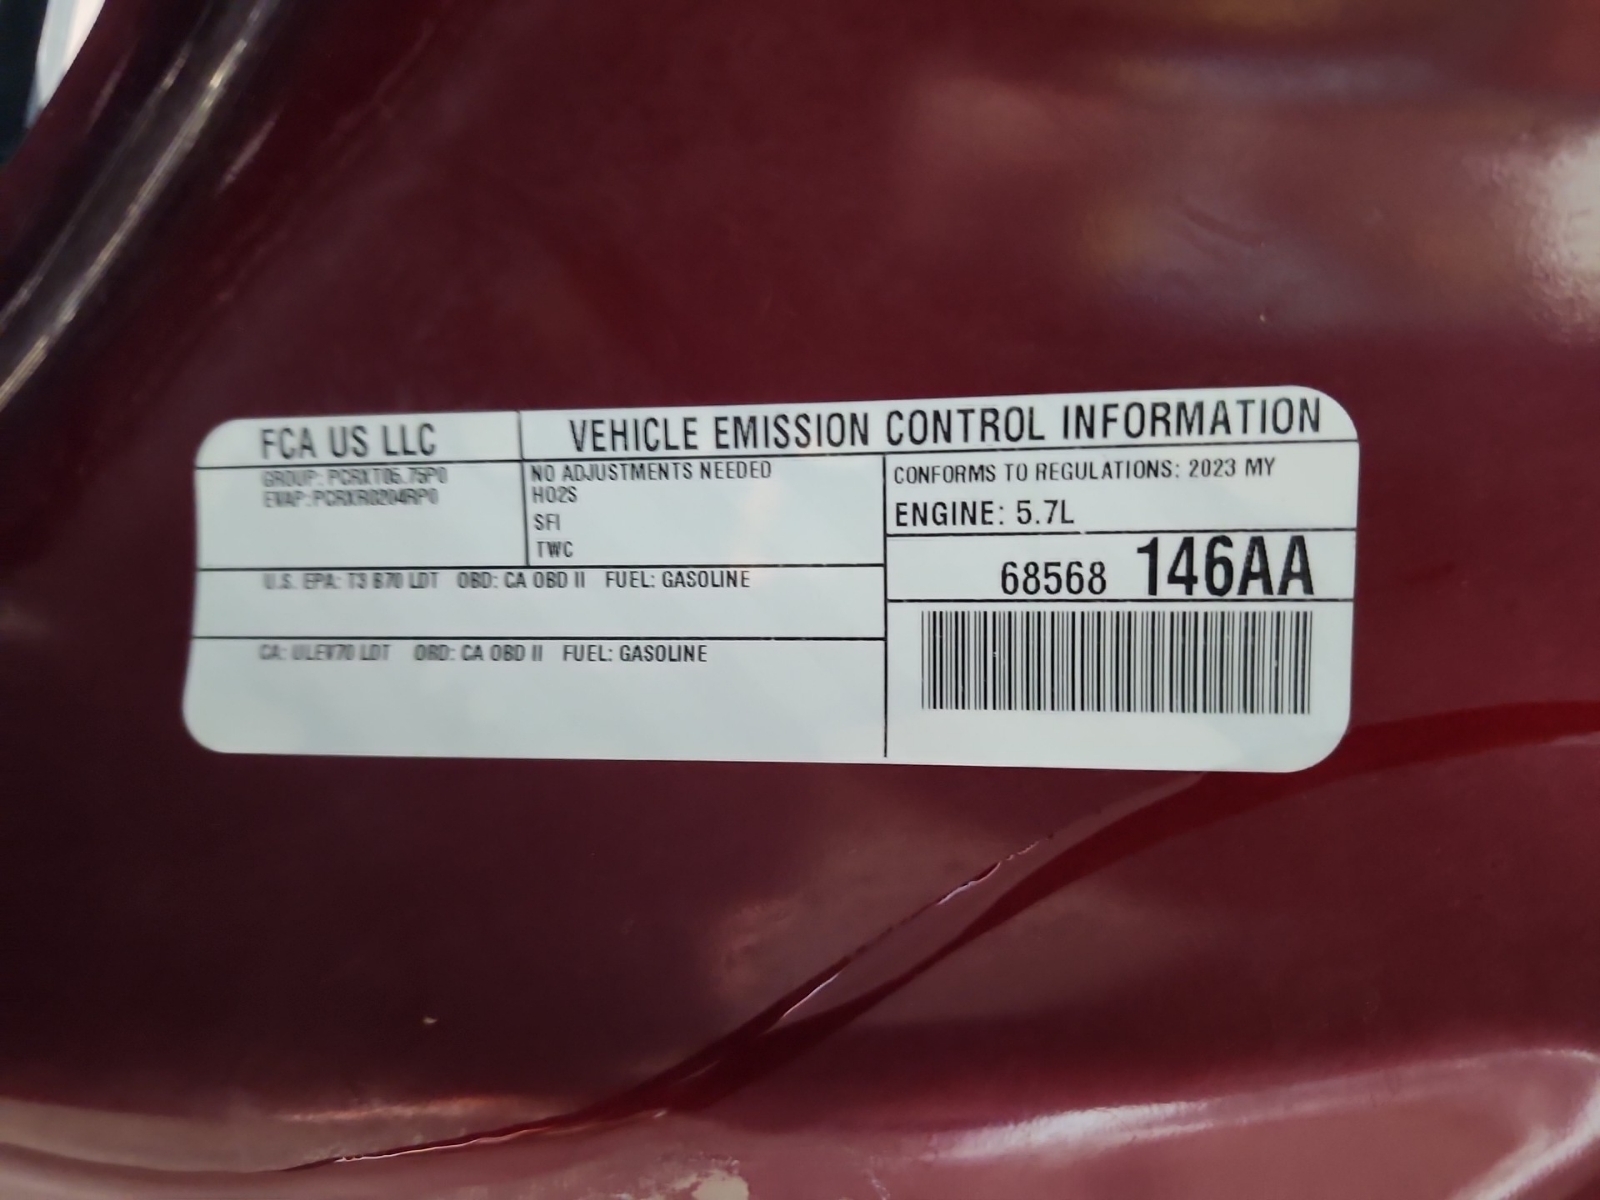 FCA US LLC
VEHICLE EMISSION CONTROL INFORMATION
GROUP: PCRXT05.75P0
EVAP: PCRXR0204RP0
NO ADJUSTMENTS NEEDED
HO2S
SFI
TWC
CONFORMS TO REGULATIONS: 2023 MY
ENGINE: 5.7L
68568 146AA
U.S. EPA: T3 B70 LDT OBD: CA OBD II FUEL: GASOLINE
CA: ULEV70 LDT OBD: CA OBD II FUEL: GASOLINE